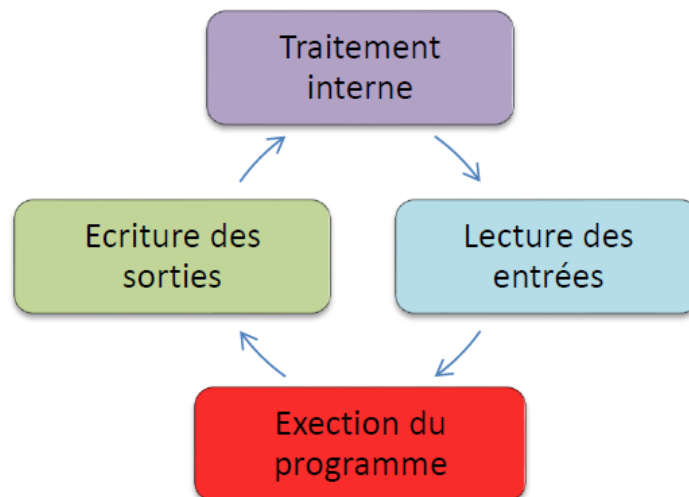 Traitement
interne
Ecriture des
sorties
Lecture des
entrées
Exection du
programme